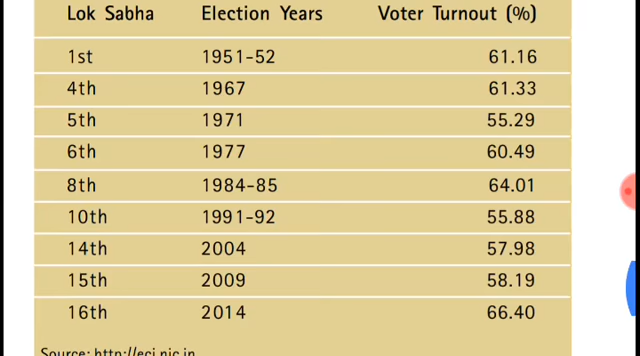 Lok Sabha Election Years Voter Turnout (%)
1st 1951-52 61.16
4th 1967 61.33
5th 1971 55.29
6th 1977 60.49
8th 1984-85 64.01
10th 1991-92 55.88
14th 2004 57.98
15th 2009 58.19
16th 2014 66.40
Source: http://eci.nic.in